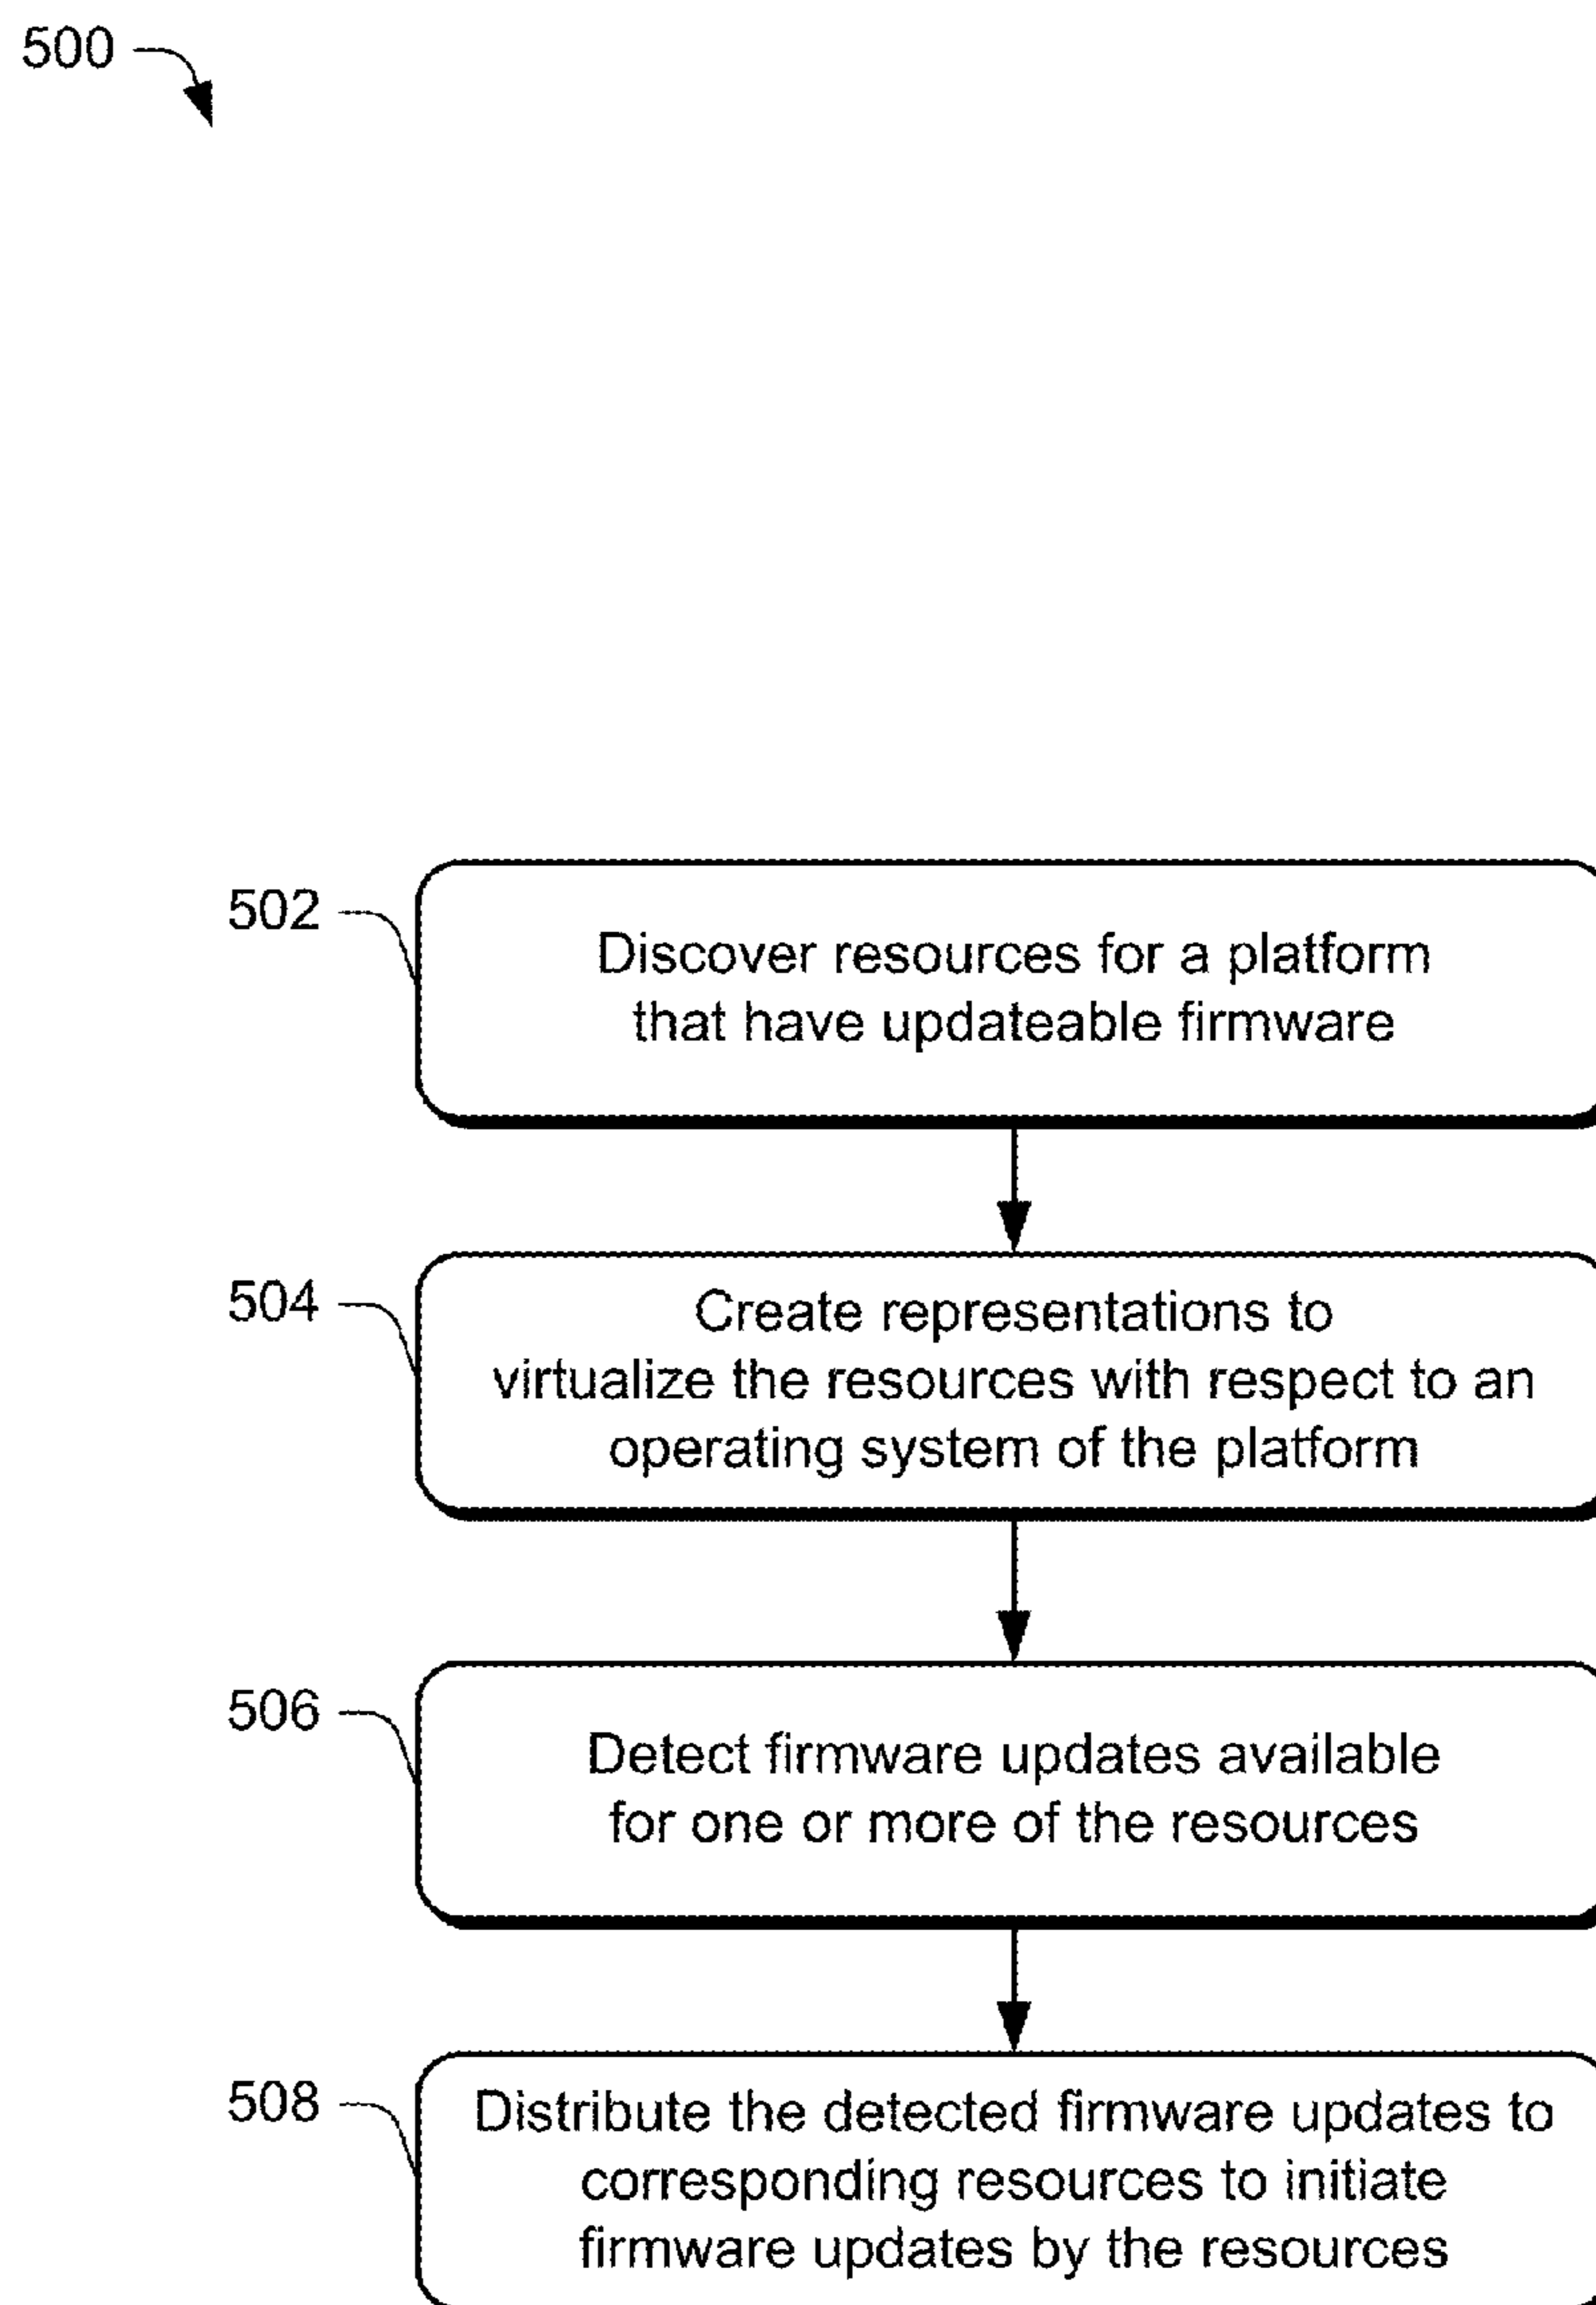 500
502
Discover resources for a platform
that have updateable firmware
504
Create representations to
virtualize the resources with respect to an
operating system of the platform
506
Detect firmware updates available
for one or more of the resources
508
Distribute the detected firmware updates to
corresponding resources to initiate
firmware updates by the resources